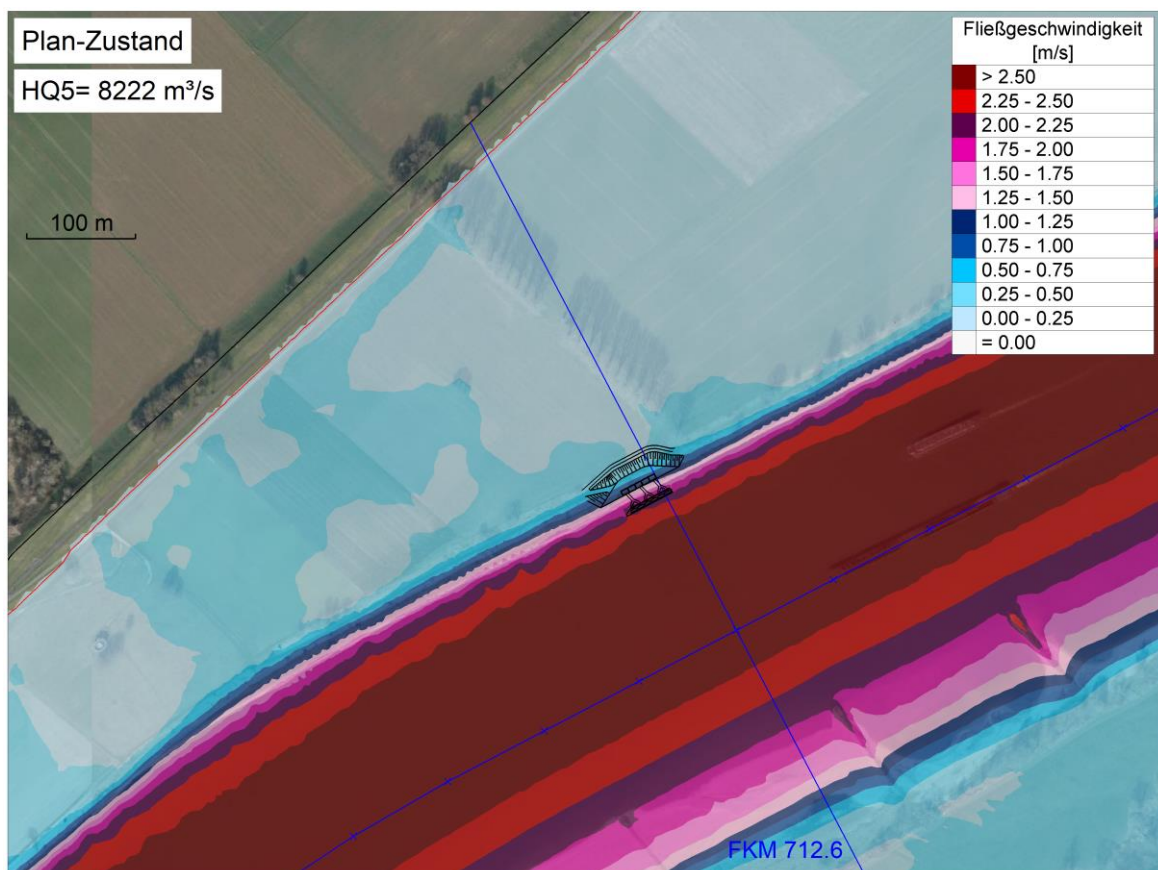 Plan-Zustand
HQ5= 8222 m³/s
100 m
Fließgeschwindigkeit
[m/s]
> 2.50
2.25 - 2.50
2.00 - 2.25
1.75 - 2.00
1.50 - 1.75
1.25 - 1.50
1.00 - 1.25
0.75 - 1.00
0.50 - 0.75
0.25 - 0.50
0.00 - 0.25
= 0.00
FKM 712.6